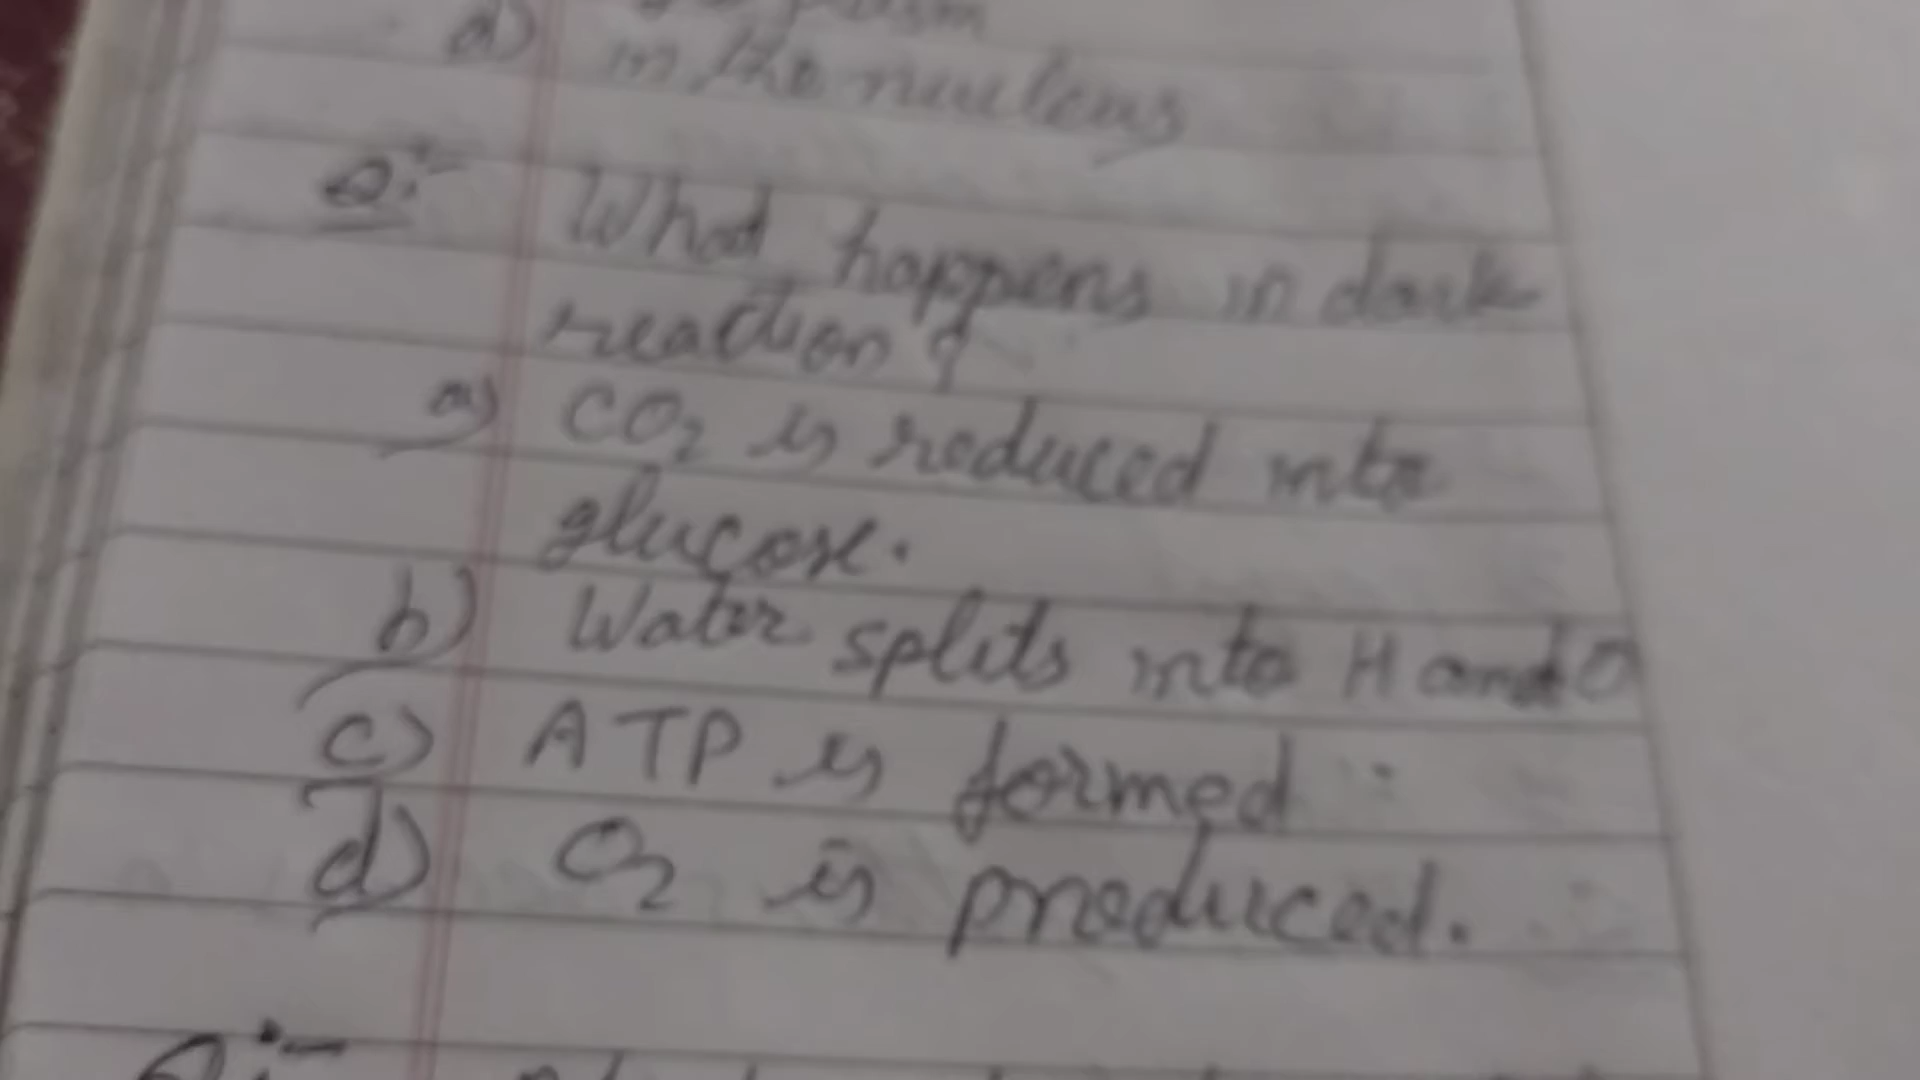 d) in the nucleus
Q:- What happens in dark
reaction?
a) CO2 is reduced into
glucose.
b) Water splits into H and O
c) ATP is formed
d) O2 is produced.
Q:-